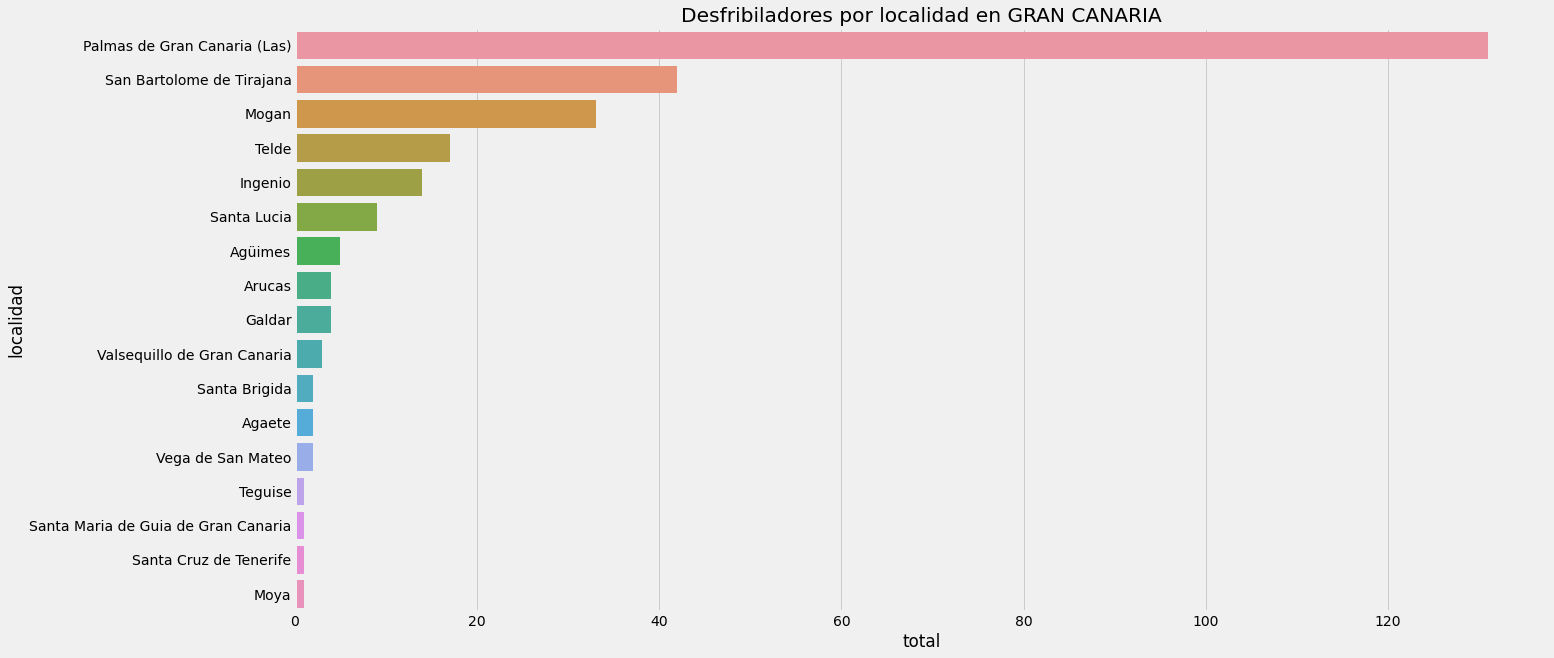 Desfribiladores por localidad en GRAN CANARIA
localidad
Palmas de Gran Canaria (Las)
San Bartolome de Tirajana
Mogan
Telde
Ingenio
Santa Lucia
Agüimes
Arucas
Galdar
Valsequillo de Gran Canaria
Santa Brigida
Agaete
Vega de San Mateo
Teguise
Santa Maria de Guia de Gran Canaria
Santa Cruz de Tenerife
Moya
0 20 40 60 80 100 120
total